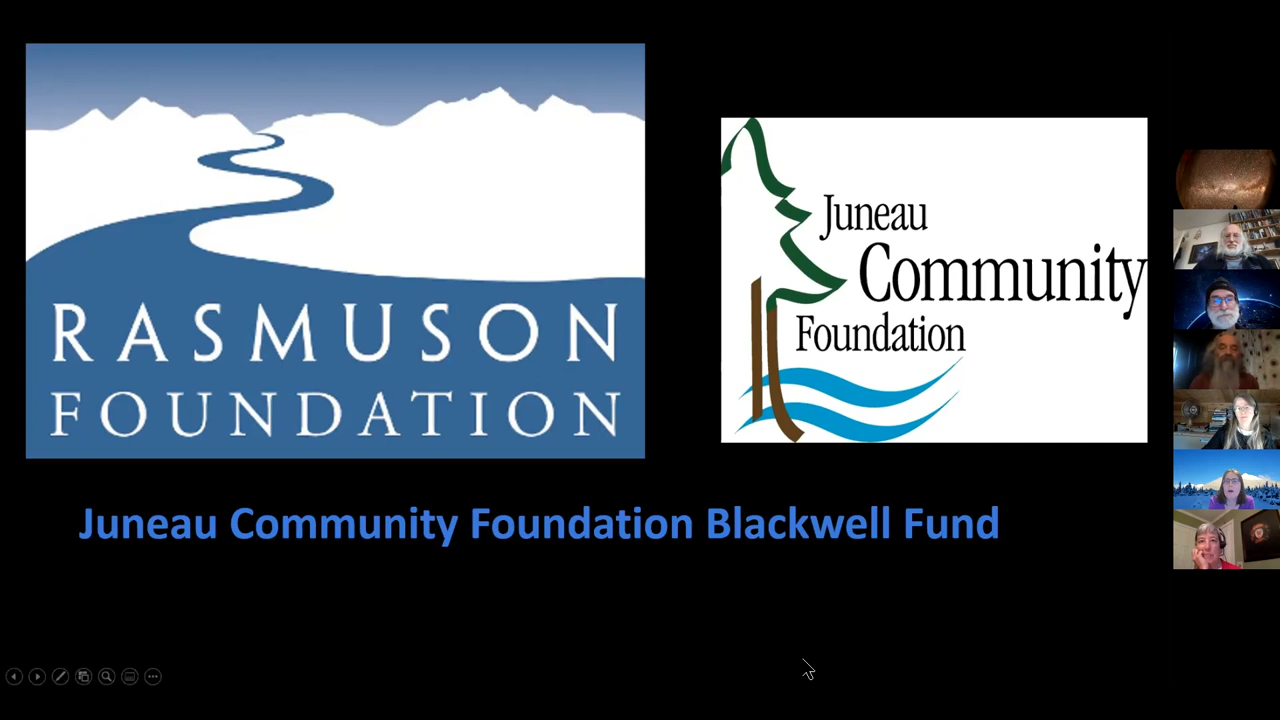 RASMUSON
FOUNDATION
Juneau
Community
Foundation
Juneau Community Foundation Blackwell Fund